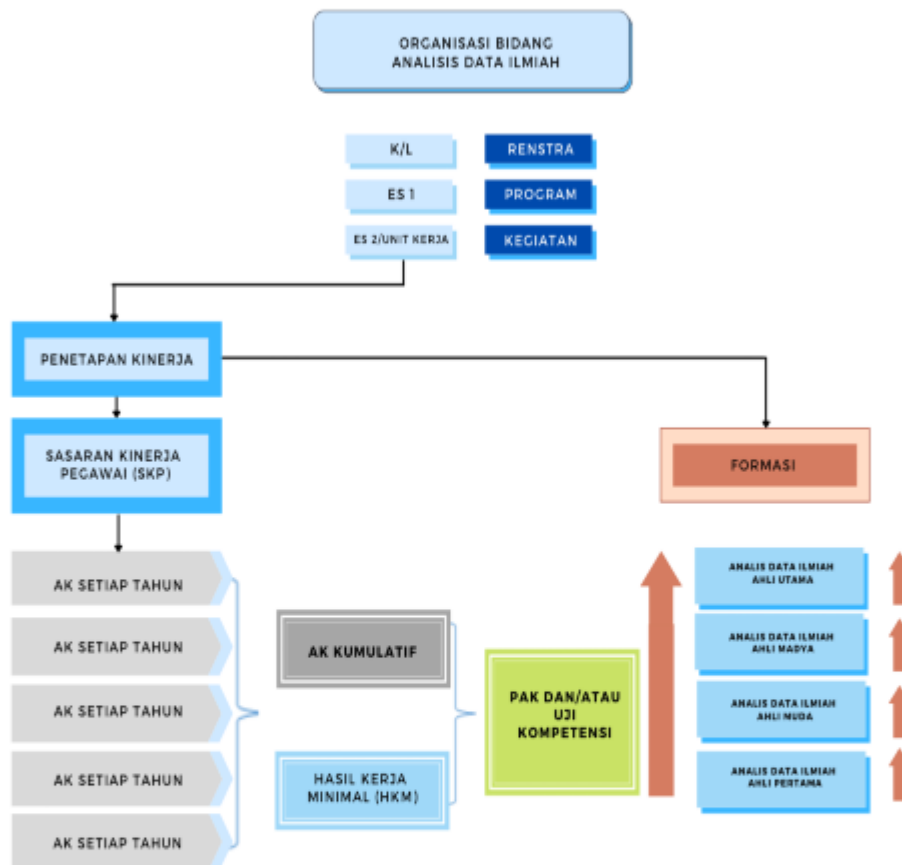 ORGANISASI BIDANG
ANALISIS DATA ILMIAH
K/L
RENSTRA
ES 1
PROGRAM
ES 2/UNIT KERJA
KEGIATAN
PENETAPAN KINERJA
SASARAN KINERJA
PEGAWAI (SKP)
FORMASI
AK SETIAP TAHUN
AK SETIAP TAHUN
AK SETIAP TAHUN
AK SETIAP TAHUN
AK SETIAP TAHUN
AK KUMULATIF
HASIL KERJA
MINIMAL (HKM)
PAK DAN/ATAU
UJI
KOMPETENSI
ANALIS DATA ILMIAH
AHLI UTAMA
ANALIS DATA ILMIAH
AHLI MADYA
ANALIS DATA ILMIAH
AHLI MUDA
ANALIS DATA ILMIAH
AHLI PERTAMA